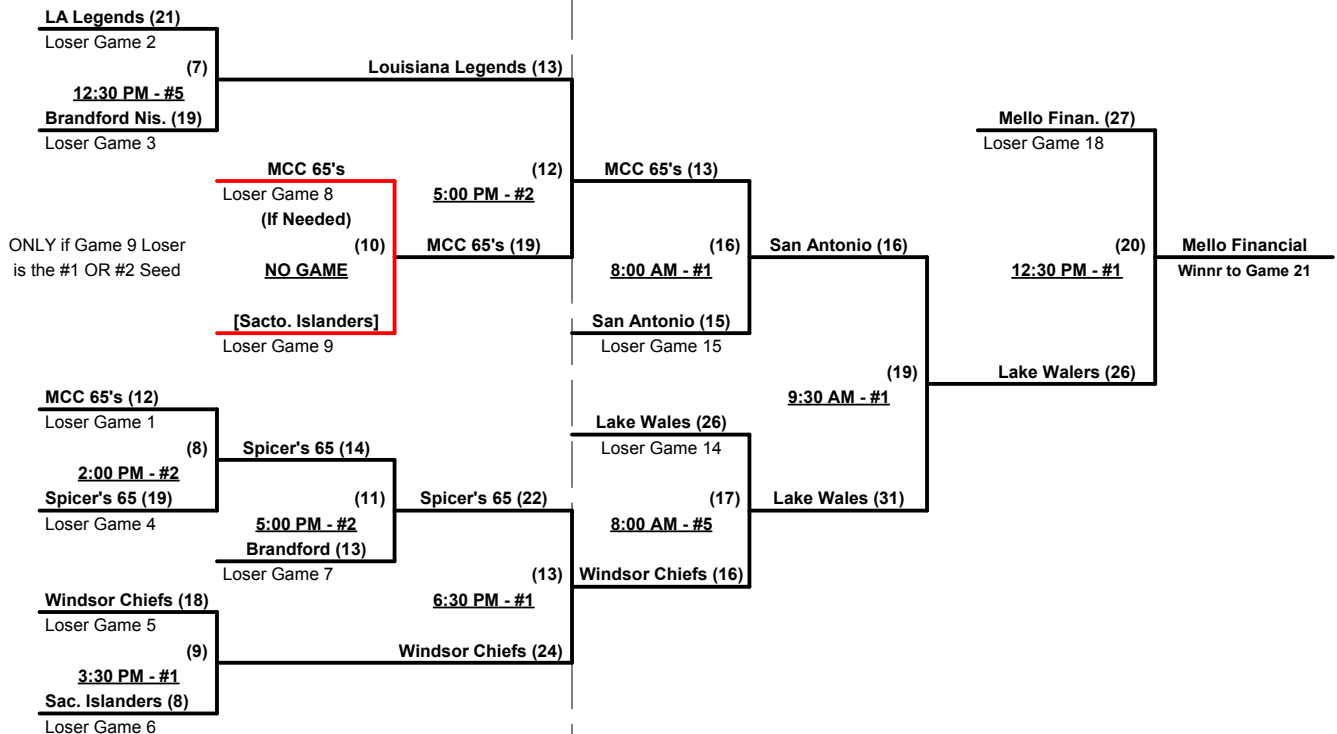 LA Legends (21)
Loser Game 2
(7)
12:30 PM - #5
Brandford Nis. (19)
Loser Game 3
Louisiana Legends (13)
MCC 65's
Loser Game 8
(If Needed)
ONLY if Game 9 Loser
is the #1 OR #2 Seed
(10)
NO GAME
[Sacto. Islanders]
Loser Game 9
(12)
5:00 PM - #2
MCC 65's (19)
MCC 65's (13)
(16)
8:00 AM - #1
San Antonio (15)
Loser Game 15
San Antonio (16)
Mello Finan. (27)
Loser Game 18
(20)
12:30 PM - #1
Mello Financial
Winnr to Game 21
(19)
9:30 AM - #1
Lake Walers (26)
MCC 65's (12)
Loser Game 1
(8)
2:00 PM - #2
Spicer's 65 (19)
Loser Game 4
Spicer's 65 (14)
(11)
5:00 PM - #2
Brandford (13)
Loser Game 7
Spicer's 65 (22)
Lake Wales (26)
Loser Game 14
(17)
8:00 AM - #5
Lake Wales (31)
Windsor Chiefs (16)
(13)
6:30 PM - #1
Windsor Chiefs (18)
Loser Game 5
(9)
3:30 PM - #1
Sac. Islanders (8)
Loser Game 6
Windsor Chiefs (24)